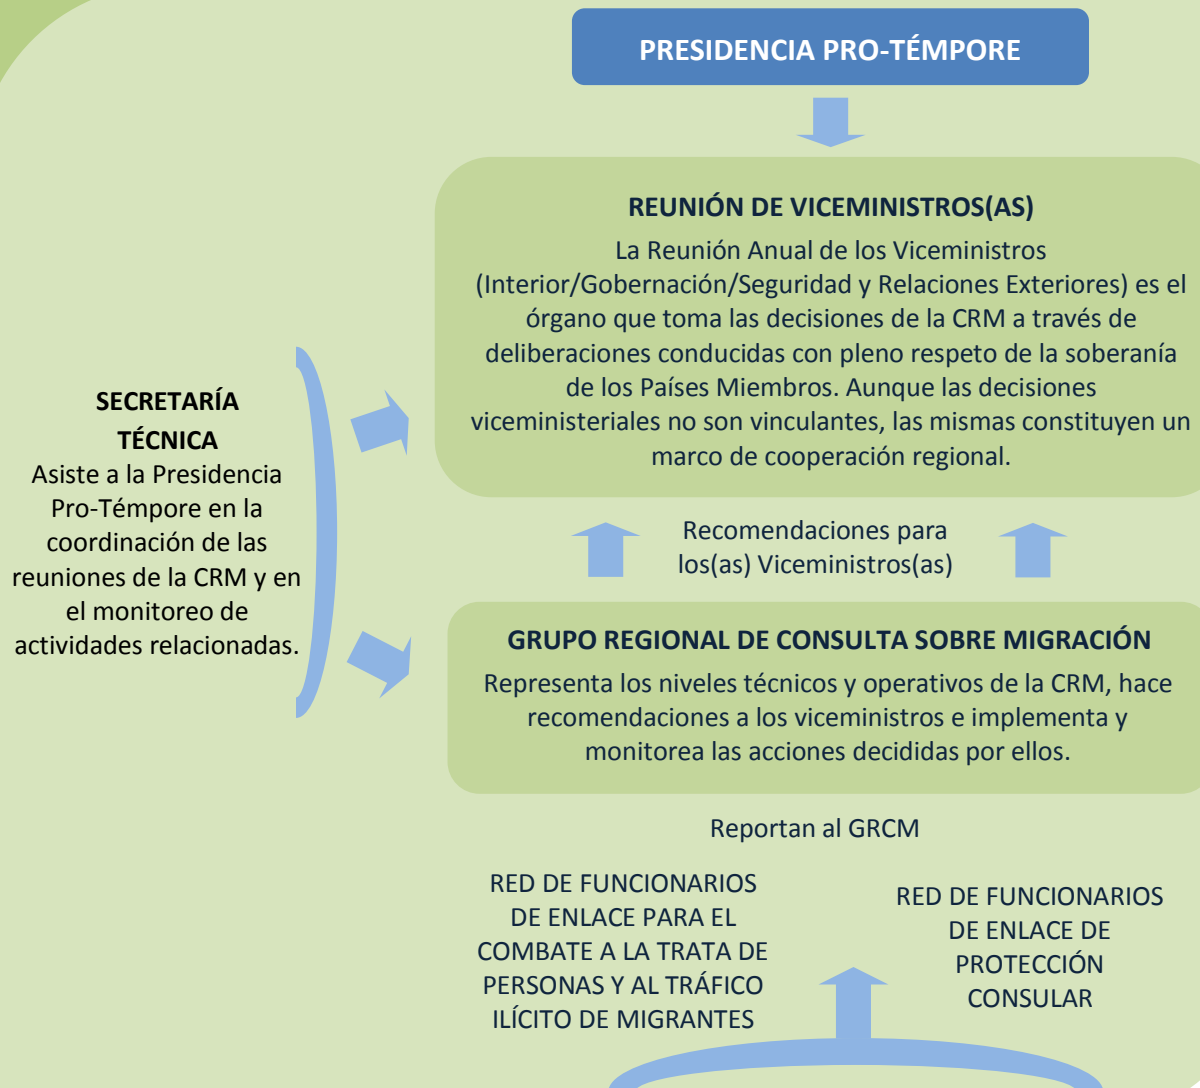 PRESIDENCIA PRO-TÉMPORE
REUNIÓN DE VICEMINISTROS(AS)
La Reunión Anual de los Viceministros
(Interior/Gobernación/Seguridad y Relaciones Exteriores) es el
órgano que toma las decisiones de la CRM a través de
deliberaciones conducidas con pleno respeto de la soberanía
de los Países Miembros. Aunque las decisiones
viceministeriales no son vinculantes, las mismas constituyen un
marco de cooperación regional.
SECRETARÍA
TÉCNICA
Asiste a la Presidencia
Pro-Témpore en la
coordinación de las
reuniones de la CRM y en
el monitoreo de
actividades relacionadas.
Recomendaciones para
los(as) Viceministros(as)
GRUPO REGIONAL DE CONSULTA SOBRE MIGRACIÓN
Representa los niveles técnicos y operativos de la CRM, hace
recomendaciones a los viceministros e implementa y
monitorea las acciones decididas por ellos.
Reportan al GRCM
RED DE FUNCIONARIOS
DE ENLACE PARA EL
COMBATE A LA TRATA DE
PERSONAS Y AL TRÁFICO
ILÍCITO DE MIGRANTES
RED DE FUNCIONARIOS
DE ENLACE DE
PROTECCIÓN
CONSULAR